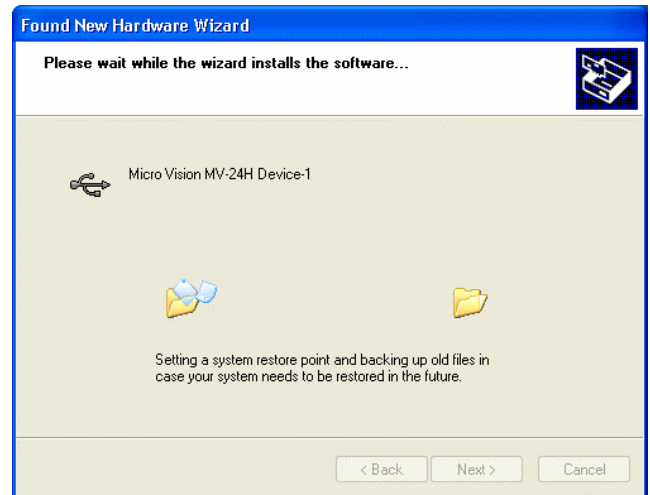 Found New Hardware Wizard
Please wait while the wizard installs the software...
Micro Vision MV-24H Device-1
Setting a system restore point and backing up old files in
case your system needs to be restored in the future.
< Back Next > Cancel